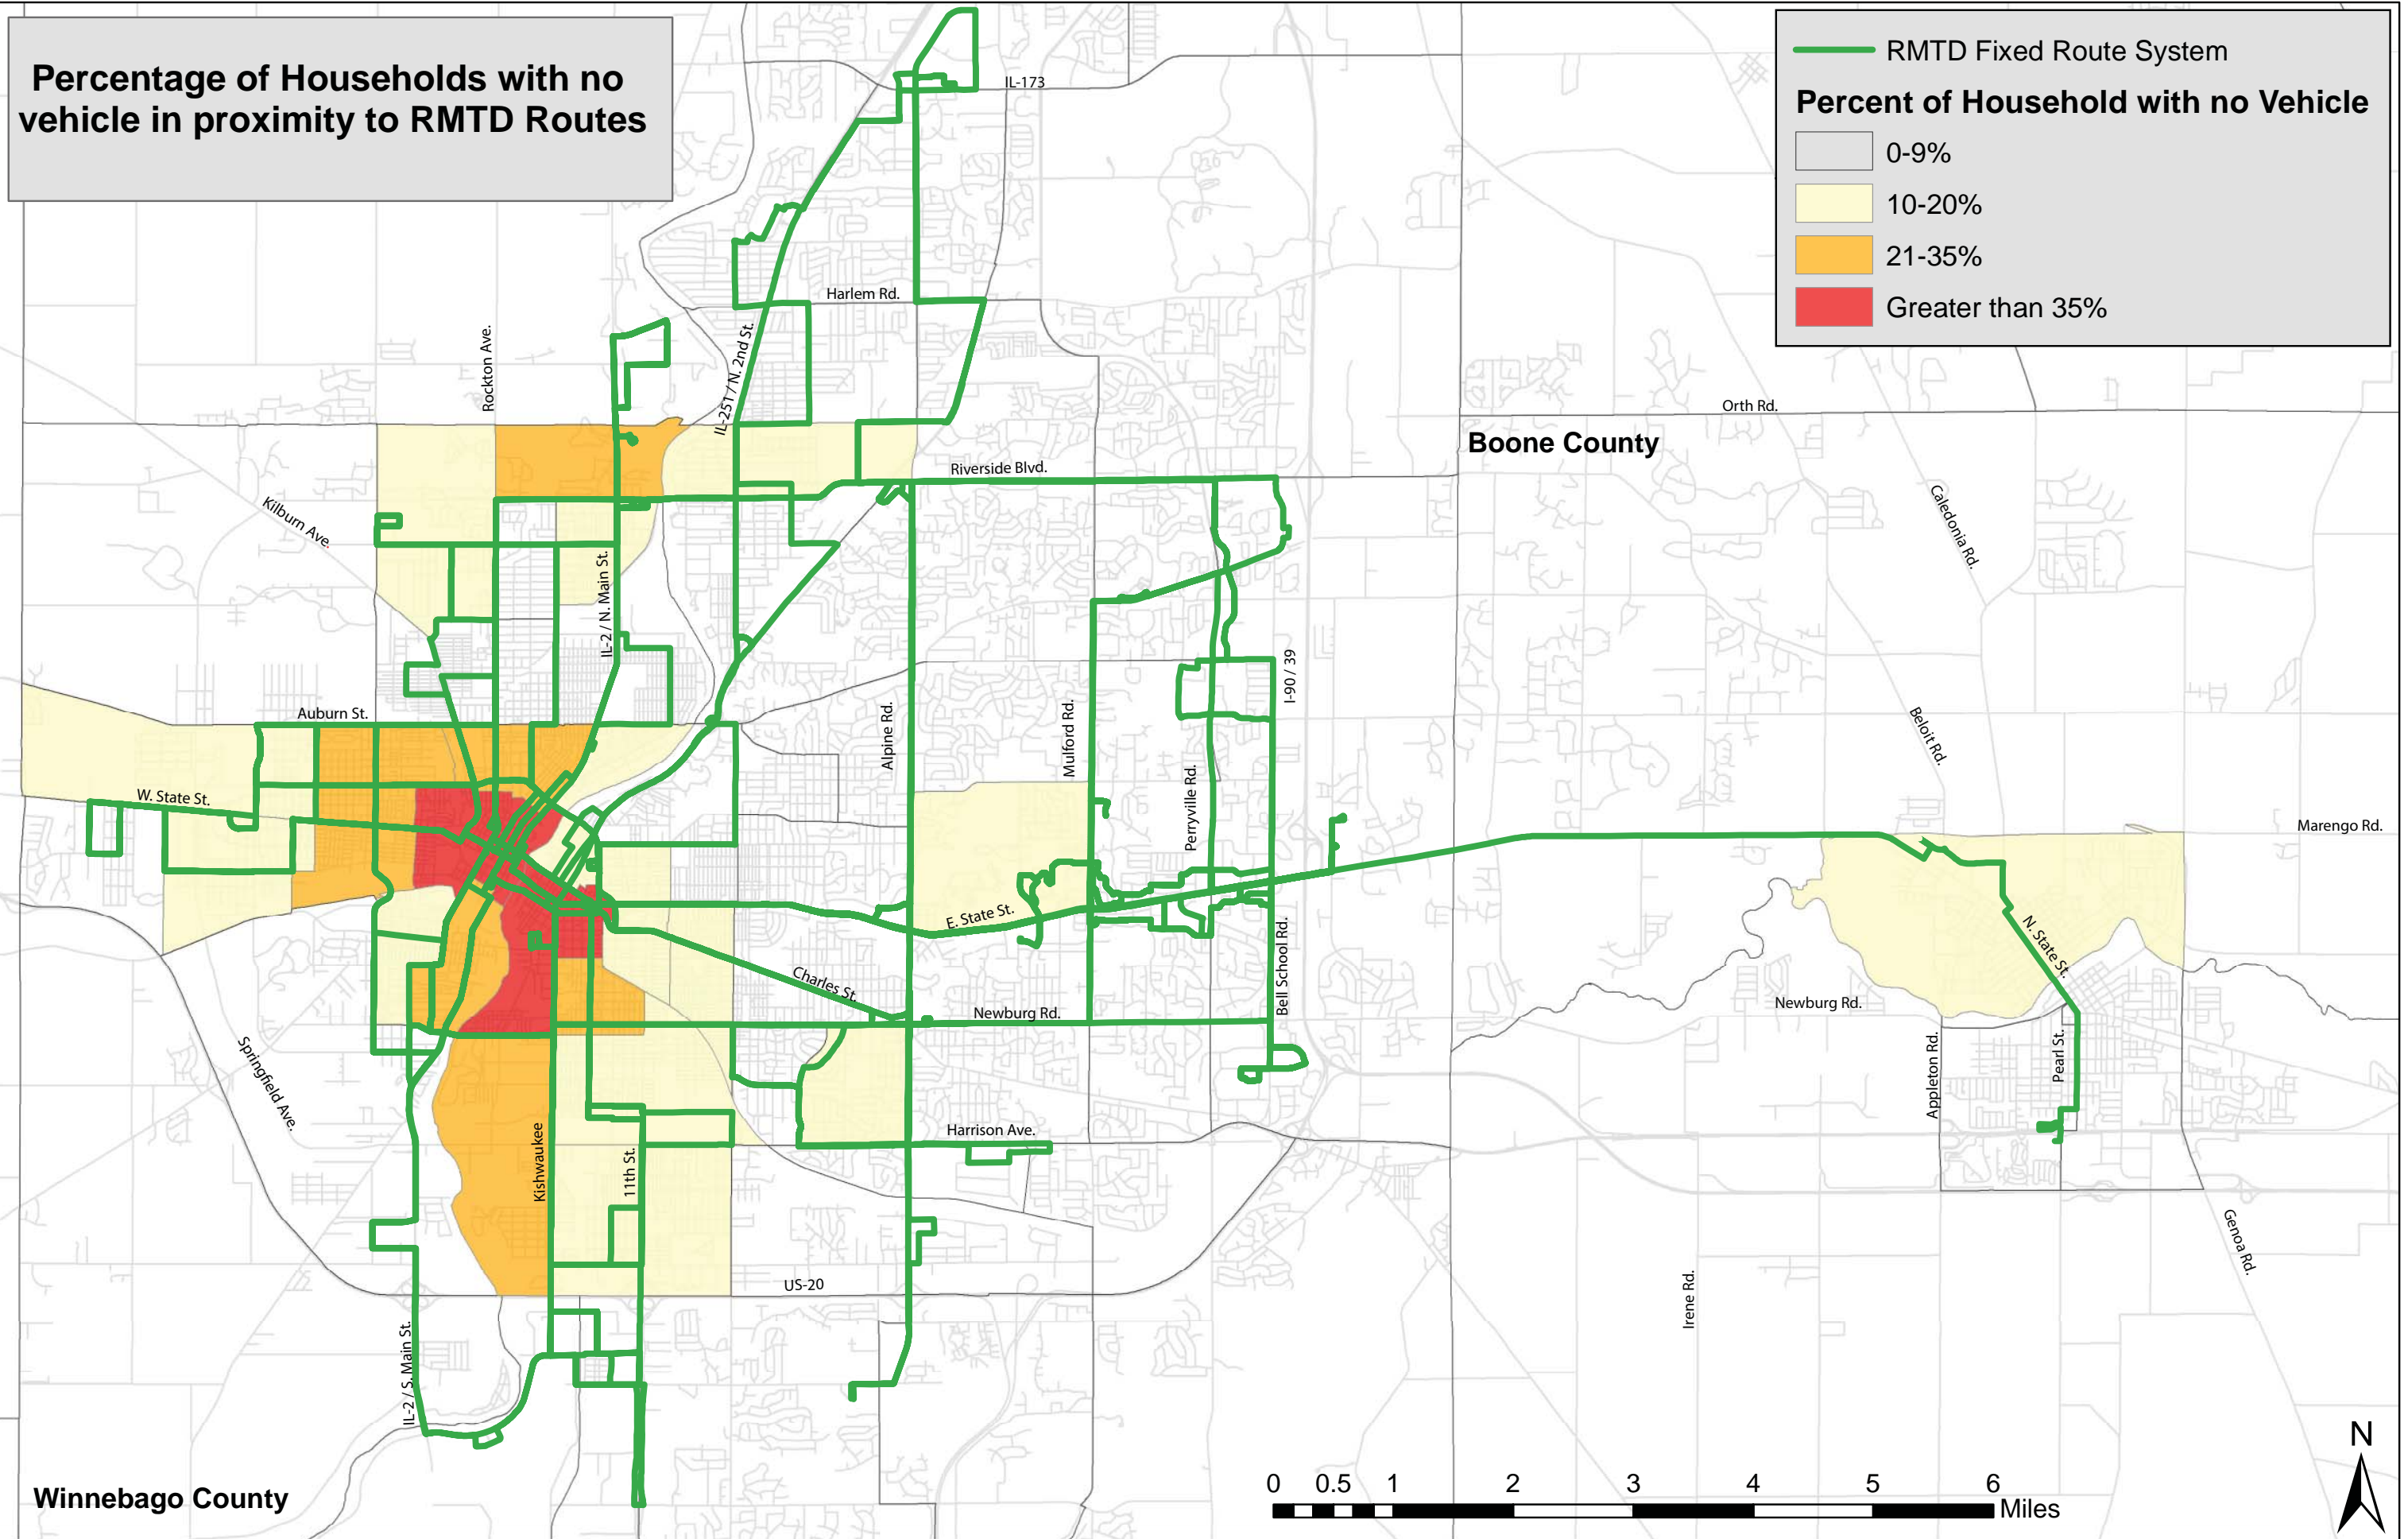 Percentage of Households with no
vehicle in proximity to RMTD Routes
RMTD Fixed Route System
Percent of Household with no Vehicle
0-9%
10-20%
21-35%
Greater than 35%
IL-173
Harlem Rd.
Rockton Ave.
IL-251 / N. 2nd St.
Orth Rd.
Boone County
Riverside Blvd.
Kilburn Ave.
Caledonia Rd.
IL-2 / N. Main St.
I-90 / 39
Auburn St.
Alpine Rd.
Mulford Rd.
Beloit Rd.
Perryville Rd.
W. State St.
Marengo Rd.
E. State St.
N. State St.
Charles St.
Bell School Rd.
Newburg Rd.
Newburg Rd.
Springfield Ave.
Appleton Rd.
Pearl St.
Harrison Ave.
Kishwaukee
11th St.
Genoa Rd.
US-20
Irene Rd.
IL-2 / S. Main St.
Winnebago County
0 0.5 1 2 3 4 5 6
Miles
N